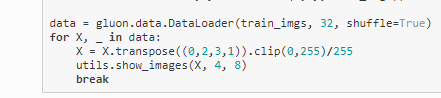 data = gluon.data.DataLoader(train_imgs, 32, shuffle=True)
for X, _ in data:
    X = X.transpose((0,2,3,1)).clip(0,255)/255
    utils.show_images(X, 4, 8)
    break